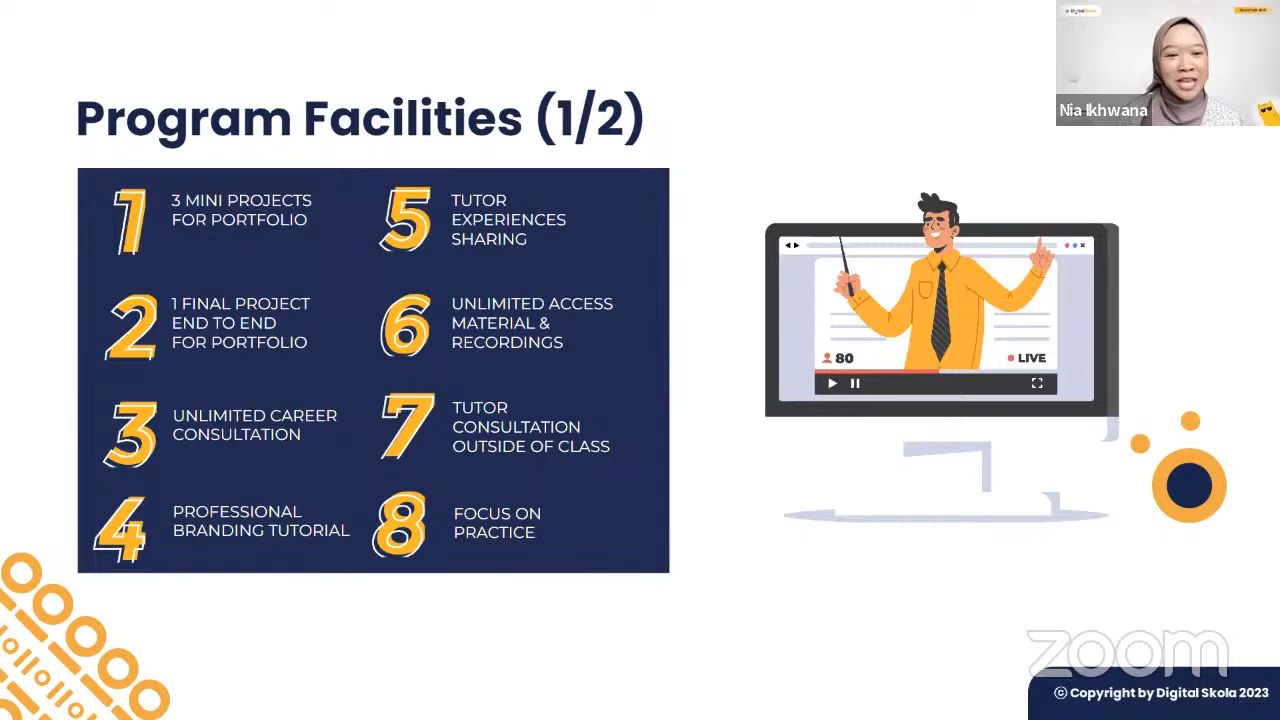 DigitalSkola
Nia Ikhwana
Program Facilities (1/2)
1
3 MINI PROJECTS
FOR PORTFOLIO
2
1 FINAL PROJECT
END TO END
FOR PORTFOLIO
3
UNLIMITED CAREER
CONSULTATION
4
PROFESSIONAL
BRANDING TUTORIAL
5
TUTOR
EXPERIENCES
SHARING
6
UNLIMITED ACCESS
MATERIAL &
RECORDINGS
7
TUTOR
CONSULTATION
OUTSIDE OF CLASS
8
FOCUS ON
PRACTICE
80
LIVE
zoom
© Copyright by Digital Skola 2023